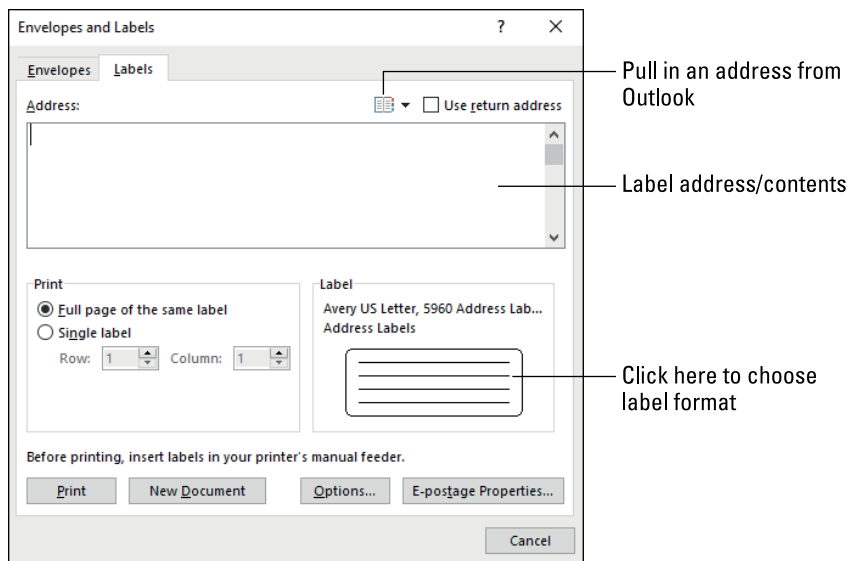 Envelopes and Labels ? ×
Envelopes Labels
Pull in an address from
Outlook
Address: Use return address
Label address/contents
Print
Full page of the same label
Single label
Row: 1 Column: 1
Label
Avery US Letter, 5960 Address Lab...
Address Labels
Click here to choose
label format
Before printing, insert labels in your printer's manual feeder.
Print New Document Options... E-postage Properties...
Cancel